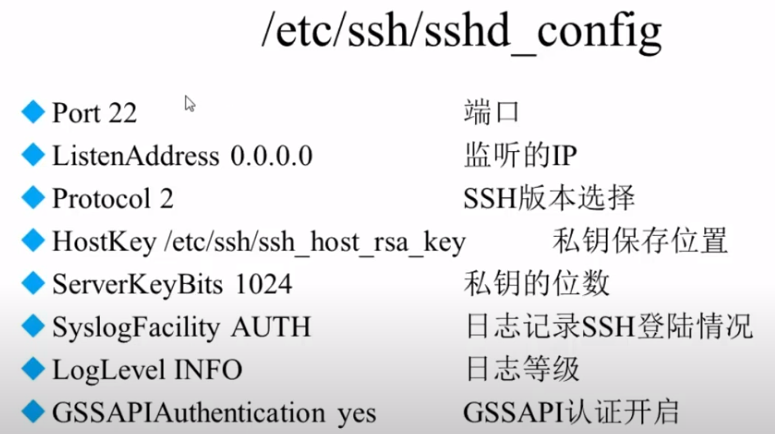 /etc/ssh/sshd_config
Port 22 端口
ListenAddress 0.0.0.0 监听的IP
Protocol 2 SSH版本选择
HostKey /etc/ssh/ssh_host_rsa_key 私钥保存位置
ServerKeyBits 1024 私钥的位数
SyslogFacility AUTH 日志记录SSH登陆情况
LogLevel INFO 日志等级
GSSAPIAuthentication yes GSSAPI认证开启